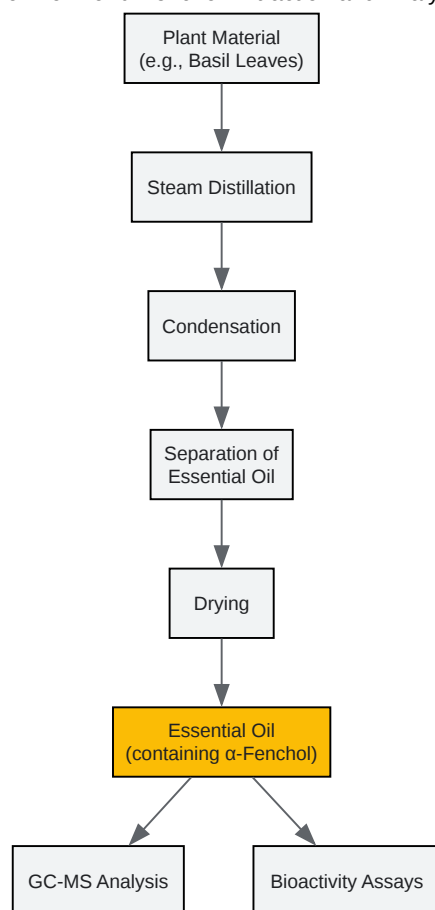 Plant Material
(e.g., Basil Leaves)
Steam Distillation
Condensation
Separation of
Essential Oil
Drying
Essential Oil
(containing α-Fenchol)
GC-MS Analysis
Bioactivity Assays